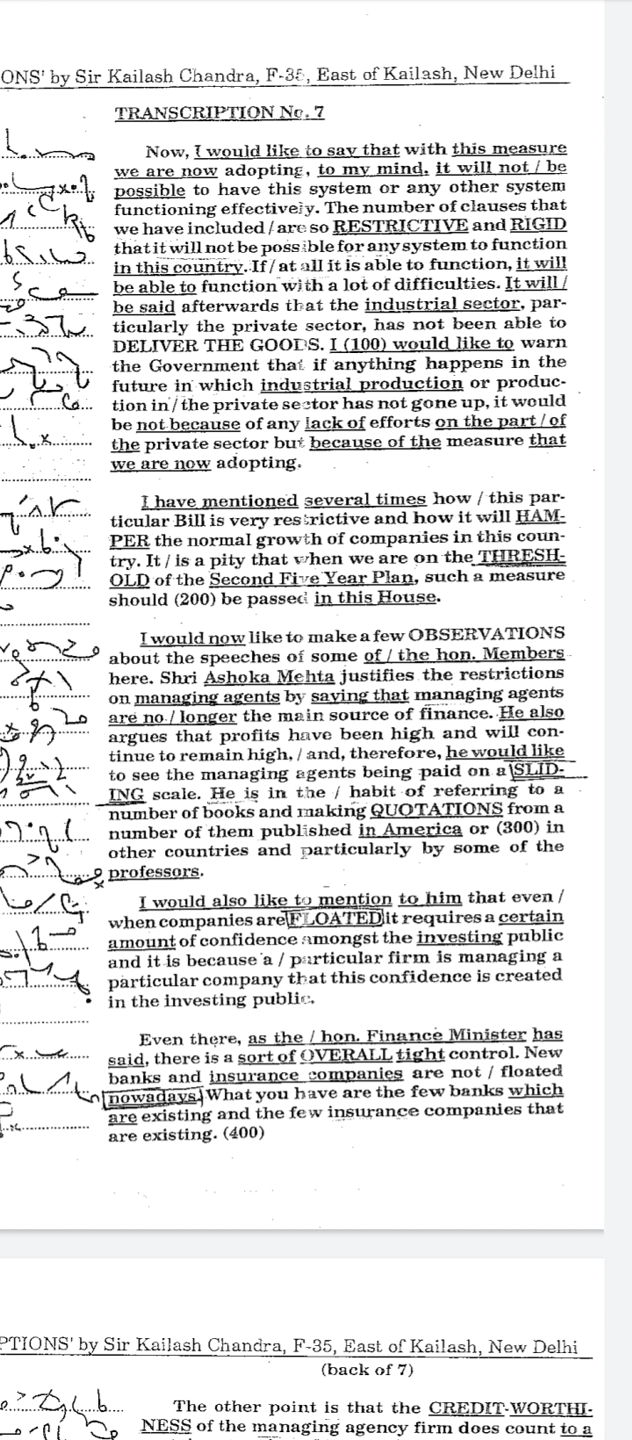 ONS' by Sir Kailash Chandra, F-35, East of Kailash, New Delhi
TRANSCRIPTION No. 7
Now, I would like to say that with this measure
we are now adopting, to my mind, it will not / be
possible to have this system or any other system
functioning effectively. The number of clauses that
we have included / are so RESTRICTIVE and RIGID
that it will not be possible for any system to function
in this country. If / at all it is able to function, it will
be able to function with a lot of difficulties. It will /
be said afterwards that the industrial sector, par-
ticularly the private sector, has not been able to
DELIVER THE GOODS. I (100) would like to warn
the Government that if anything happens in the
future in which industrial production or produc-
tion in / the private sector has not gone up, it would
be not because of any lack of efforts on the part / of
the private sector but because of the measure that
we are now adopting.
I have mentioned several times how / this par-
ticular Bill is very restrictive and how it will HAM-
PER the normal growth of companies in this coun-
try. It / is a pity that when we are on the THRESH-
OLD of the Second Five Year Plan, such a measure
should (200) be passed in this House.
I would now like to make a few OBSERVATIONS
about the speeches of some of / the hon. Members
here. Shri Ashoka Mehta justifies the restrictions
on managing agents by saying that managing agents
are no / longer the main source of finance. He also
argues that profits have been high and will con-
tinue to remain high, / and, therefore, he would like
to see the managing agents being paid on a SLID-
ING scale. He is in the / habit of referring to a
number of books and making QUOTATIONS from a
number of them published in America or (300) in
other countries and particularly by some of the
professors.
I would also like to mention to him that even /
when companies are FLOATED it requires a certain
amount of confidence amongst the investing public
and it is because a / particular firm is managing a
particular company that this confidence is created
in the investing public.
Even there, as the / hon. Finance Minister has
said, there is a sort of OVERALL tight control. New
banks and insurance companies are not / floated
nowadays. What you have are the few banks which
are existing and the few insurance companies that
are existing. (400)
PTIONS' by Sir Kailash Chandra, F-35, East of Kailash, New Delhi
(back of 7)
The other point is that the CREDIT-WORTHI-
NESS of the managing agency firm does count to a